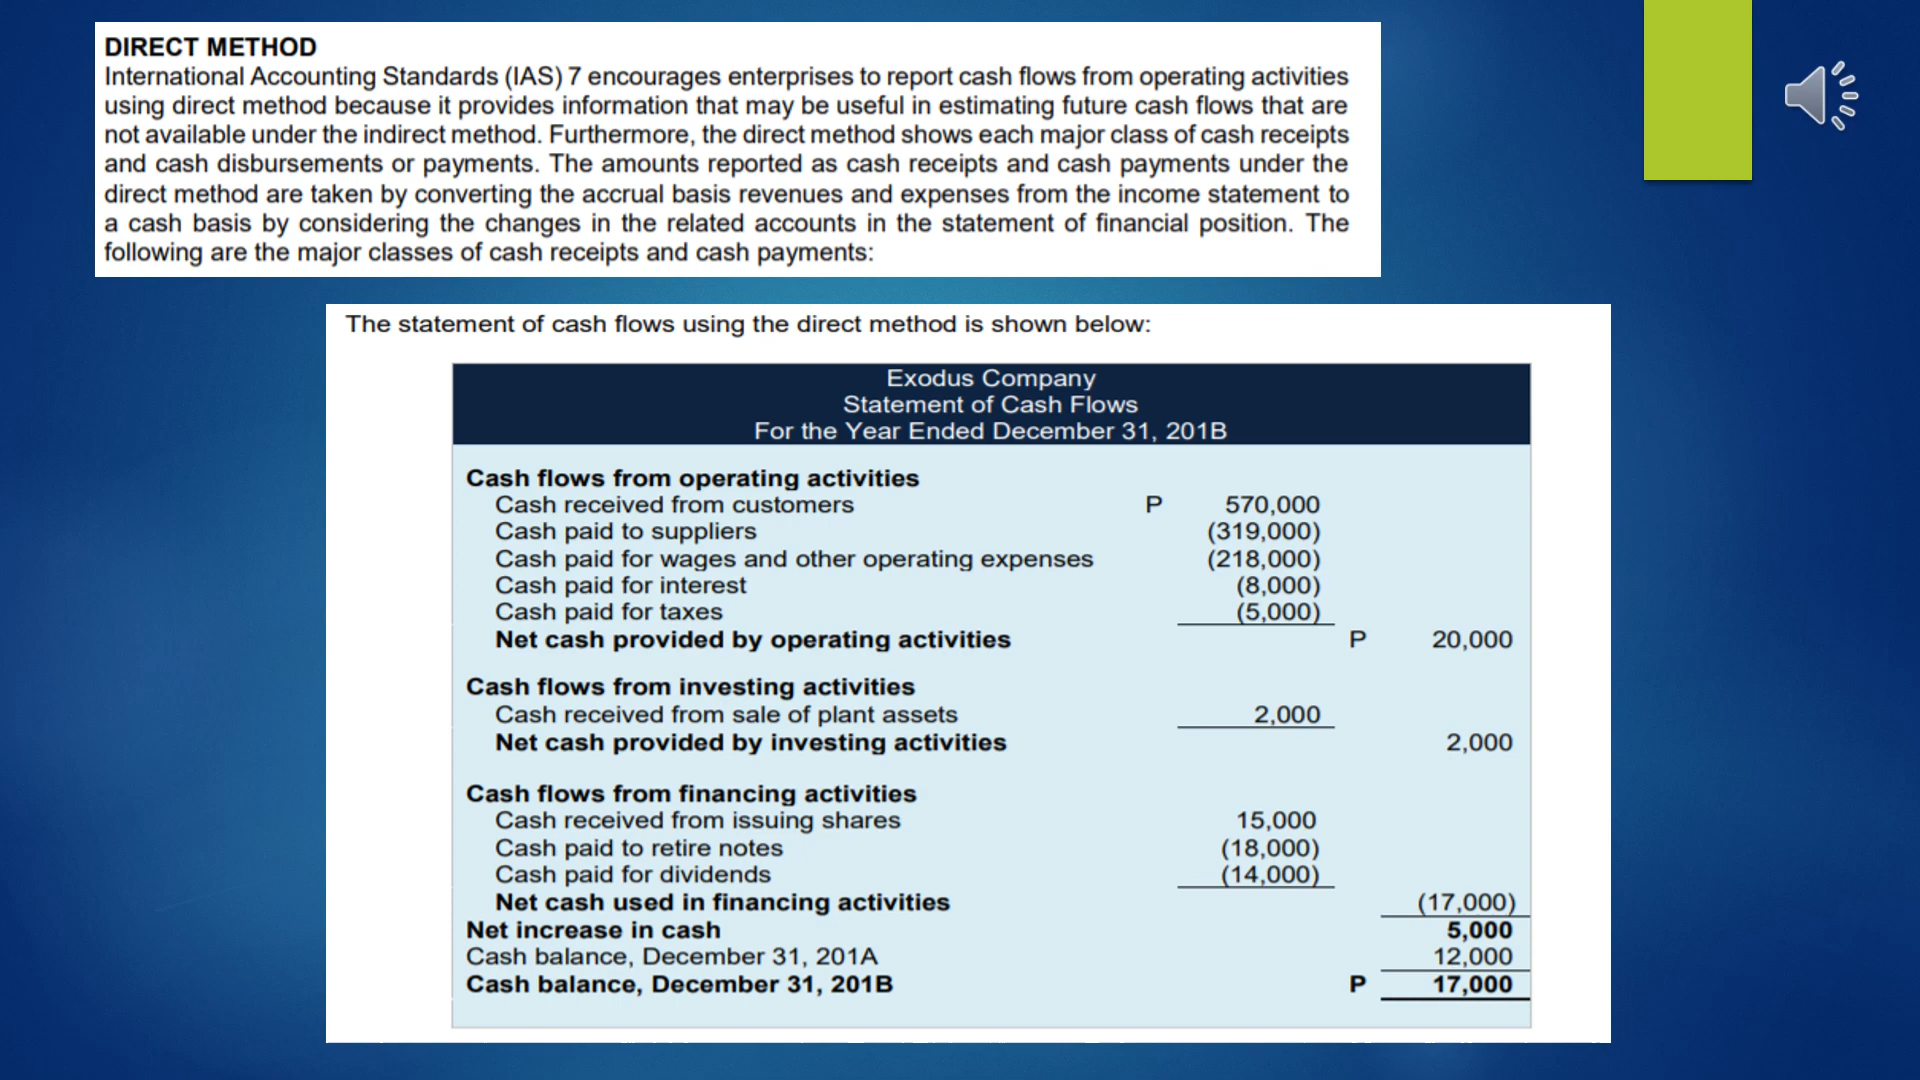 DIRECT METHOD
International Accounting Standards (IAS) 7 encourages enterprises to report cash flows from operating activities
using direct method because it provides information that may be useful in estimating future cash flows that are
not available under the indirect method. Furthermore, the direct method shows each major class of cash receipts
and cash disbursements or payments. The amounts reported as cash receipts and cash payments under the
direct method are taken by converting the accrual basis revenues and expenses from the income statement to
a cash basis by considering the changes in the related accounts in the statement of financial position. The
following are the major classes of cash receipts and cash payments:
The statement of cash flows using the direct method is shown below:
Exodus Company
Statement of Cash Flows
For the Year Ended December 31, 201B
Cash flows from operating activities
Cash received from customers P 570,000
Cash paid to suppliers (319,000)
Cash paid for wages and other operating expenses (218,000)
Cash paid for interest (8,000)
Cash paid for taxes (5,000)
Net cash provided by operating activities P 20,000
Cash flows from investing activities
Cash received from sale of plant assets 2,000
Net cash provided by investing activities 2,000
Cash flows from financing activities
Cash received from issuing shares 15,000
Cash paid to retire notes (18,000)
Cash paid for dividends (14,000)
Net cash used in financing activities (17,000)
Net increase in cash 5,000
Cash balance, December 31, 201A 12,000
Cash balance, December 31, 201B P 17,000